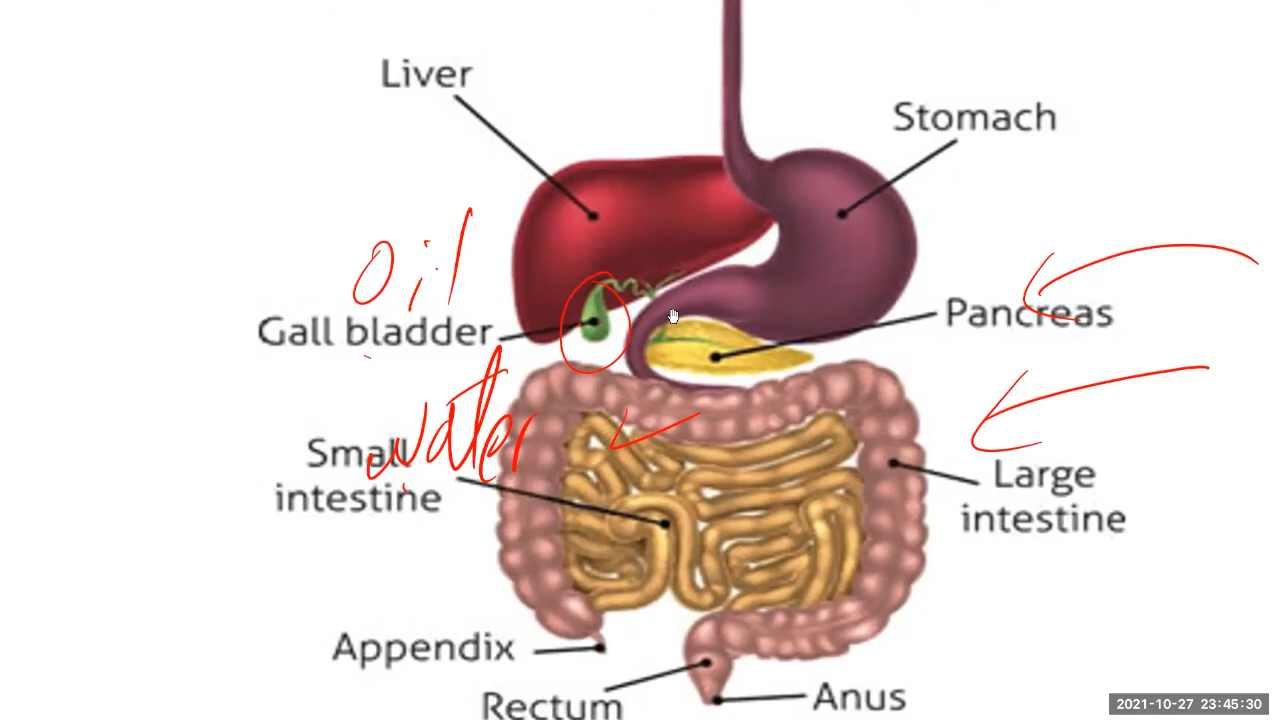 Liver
Stomach
oil
Pancreas
Gall bladder
water
Small
intestine
Large
intestine
Appendix
Rectum
Anus
2021-10-27 23:45:30